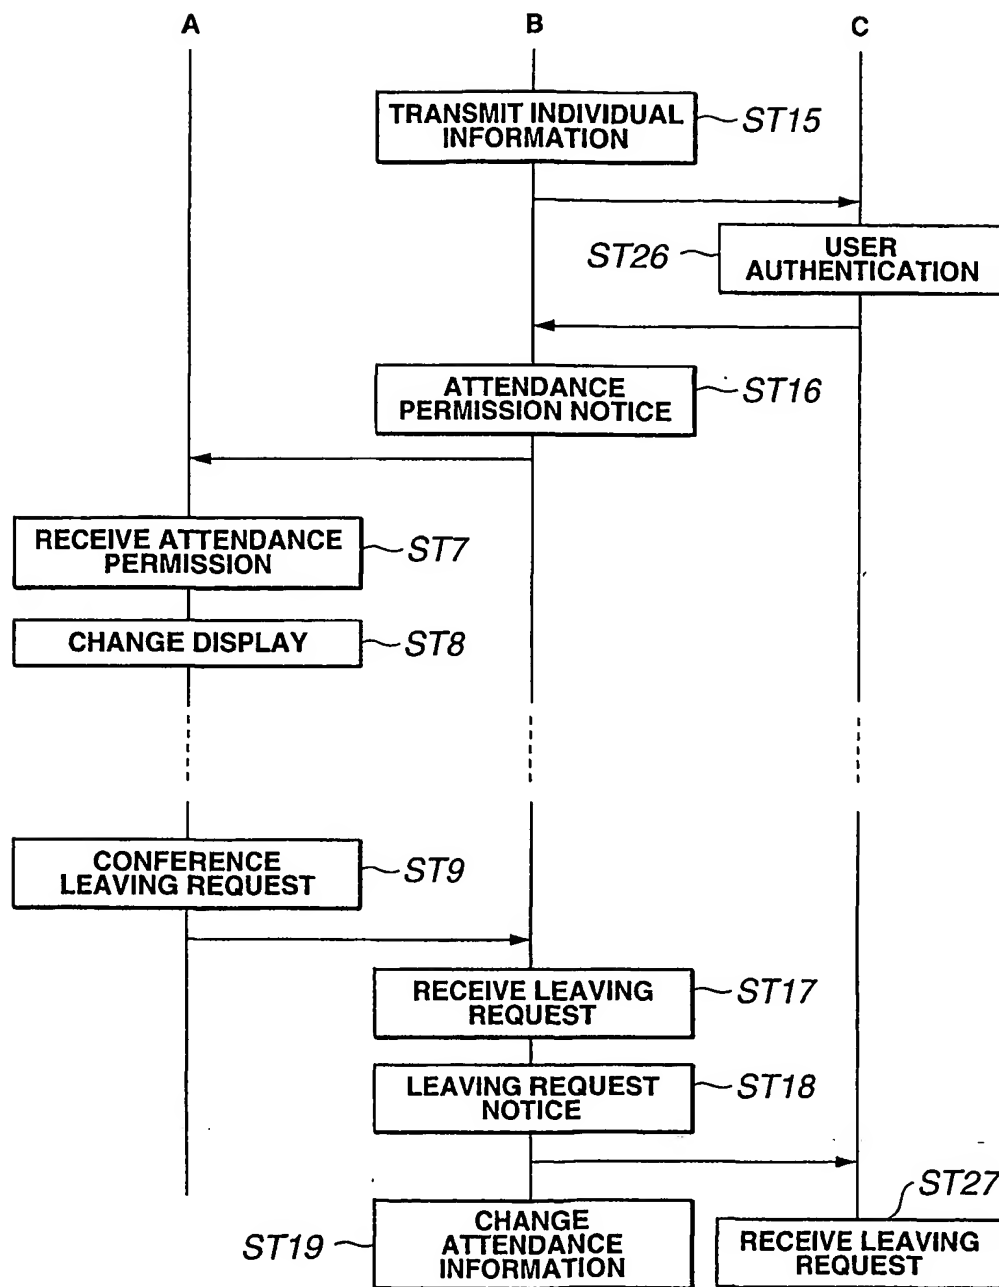 A B C
TRANSMIT INDIVIDUAL
INFORMATION
ST15
ST26
USER
AUTHENTICATION
ATTENDANCE
PERMISSION NOTICE
ST16
RECEIVE ATTENDANCE
PERMISSION
ST7
CHANGE DISPLAY
ST8
CONFERENCE
LEAVING REQUEST
ST9
RECEIVE LEAVING
REQUEST
ST17
LEAVING REQUEST
NOTICE
ST18
ST27
ST19
CHANGE
ATTENDANCE
INFORMATION
RECEIVE LEAVING
REQUEST